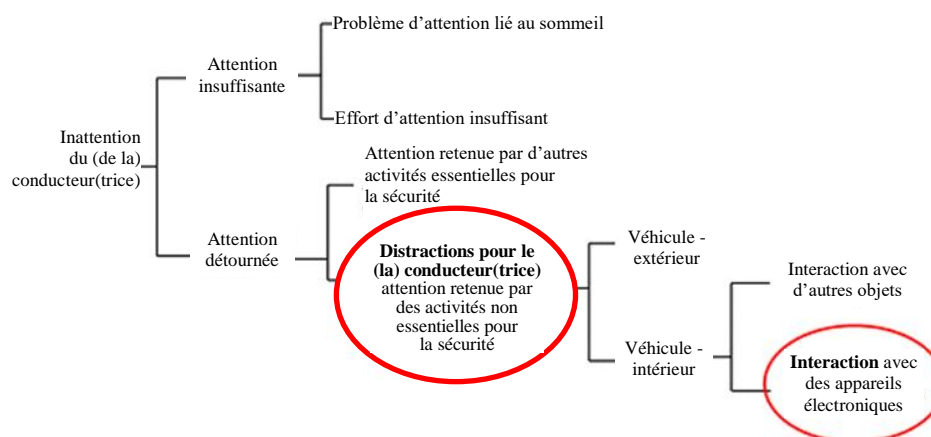 Problème d’attention lié au sommeil
Attention
insuffisante
Effort d’attention insuffisant
Inattention
du (de la)
conducteur(trice)
Attention retenue par d’autres
activités essentielles pour
la sécurité
Attention
détournée
Distractions pour le
(la) conducteur(trice)
attention retenue par
des activités non
essentielles pour
la sécurité
Véhicule -
extérieur
Interaction avec
d’autres objets
Véhicule -
intérieur
Interaction avec
des appareils
électroniques